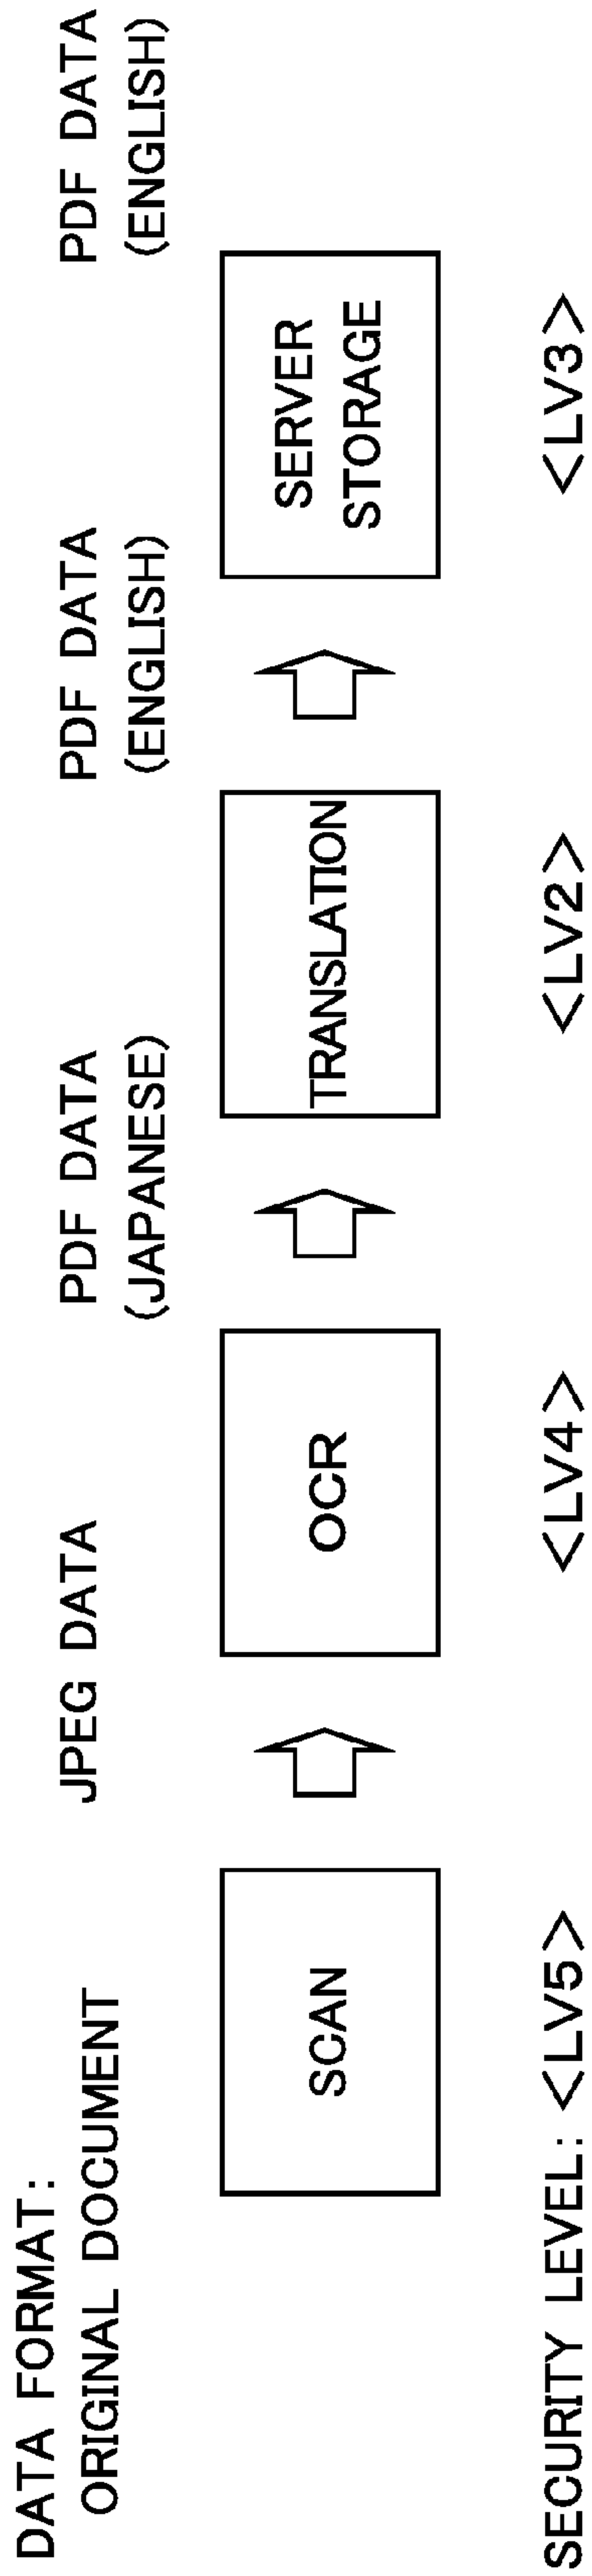 DATA FORMAT:
ORIGINAL DOCUMENT
JPEG DATA
PDF DATA
(JAPANESE)
PDF DATA
(ENGLISH)
PDF DATA
(ENGLISH)
SCAN
OCR
TRANSLATION
SERVER
STORAGE
SECURITY LEVEL: <LV5>
<LV4>
<LV2>
<LV3>